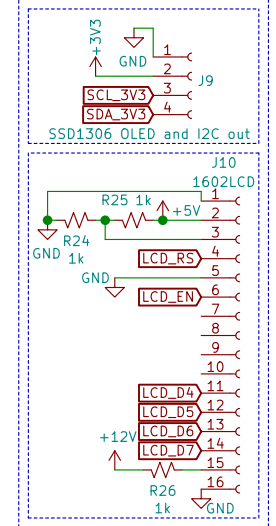 +3V3
GND
1
2
J9
SCL_3V3 3
SDA_3V3 4
SSD1306 OLED and I2C out
J10
1602LCD
R25 1k
1
+5V 2
3
R24
GND
1k
LCD_RS 4
GND 5
LCD_EN 6
7
8
9
10
LCD_D4 11
LCD_D5 12
LCD_D6 13
+12V
LCD_D7 14
15
R26
1k
16
GND